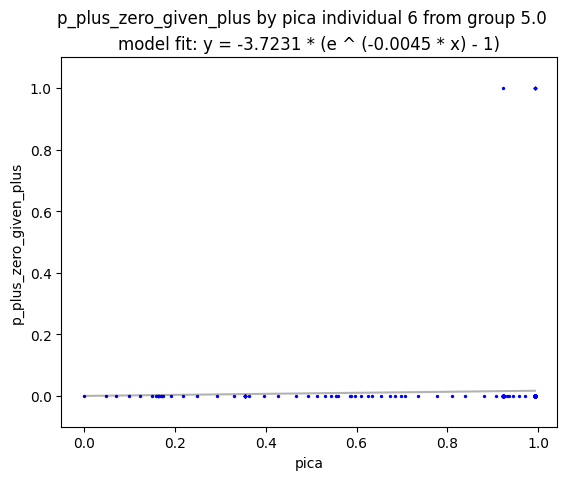 p_plus_zero_given_plus by pica individual 6 from group 5.0
model fit: y = -3.7231 * (e ^ (-0.0045 * x) - 1)
1.0
0.8
0.6
0.4
0.2
0.0
p_plus_zero_given_plus
0.0 0.2 0.4 0.6 0.8 1.0
pica